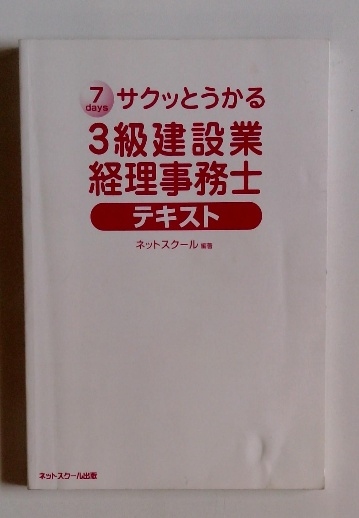 7 days サクッとうかる
3級建設業
経理事務士
テキスト
ネットスクール 編著
ネットスクール出版